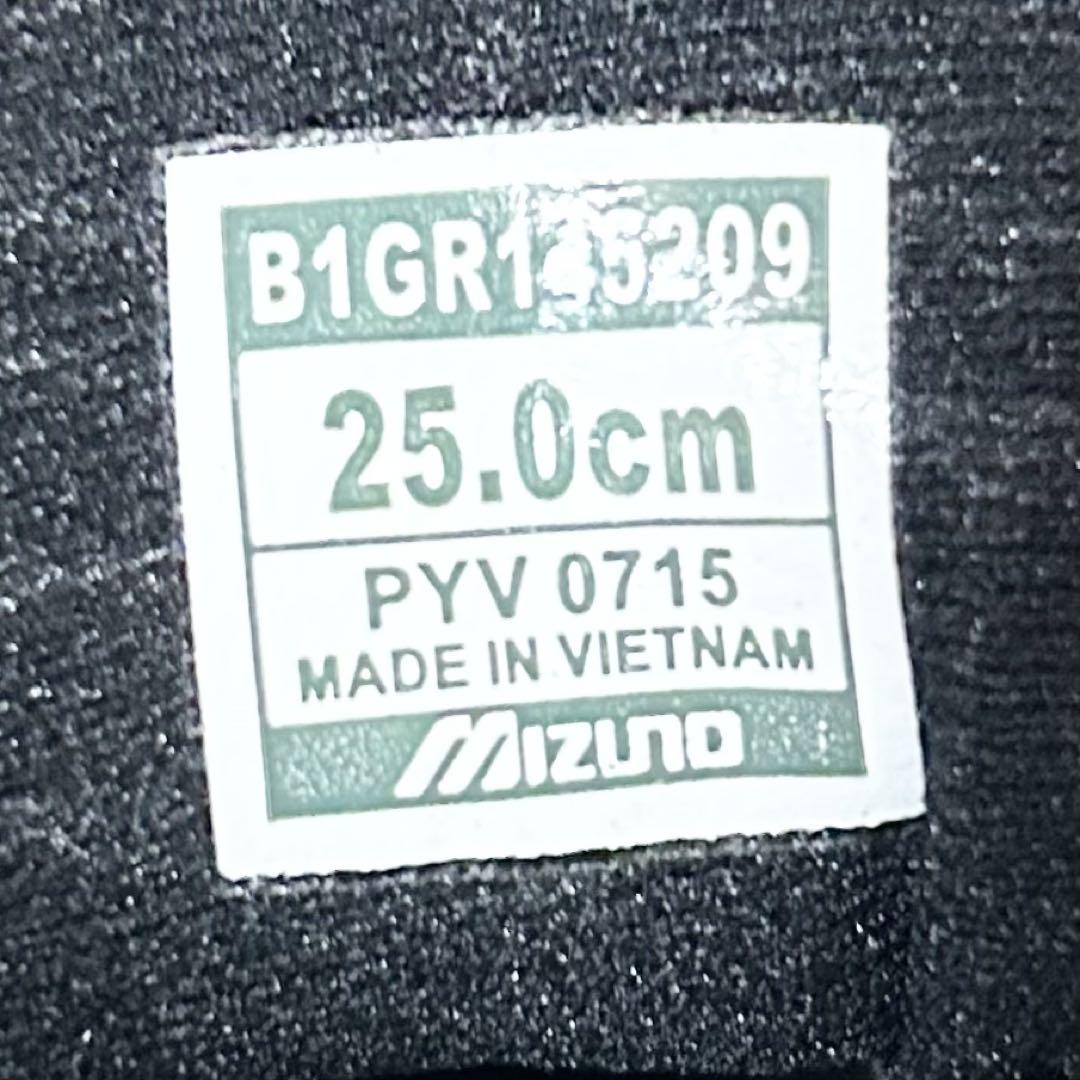 25.0cm
PYV 0715
MADE IN VIETNAM
MIZUNO